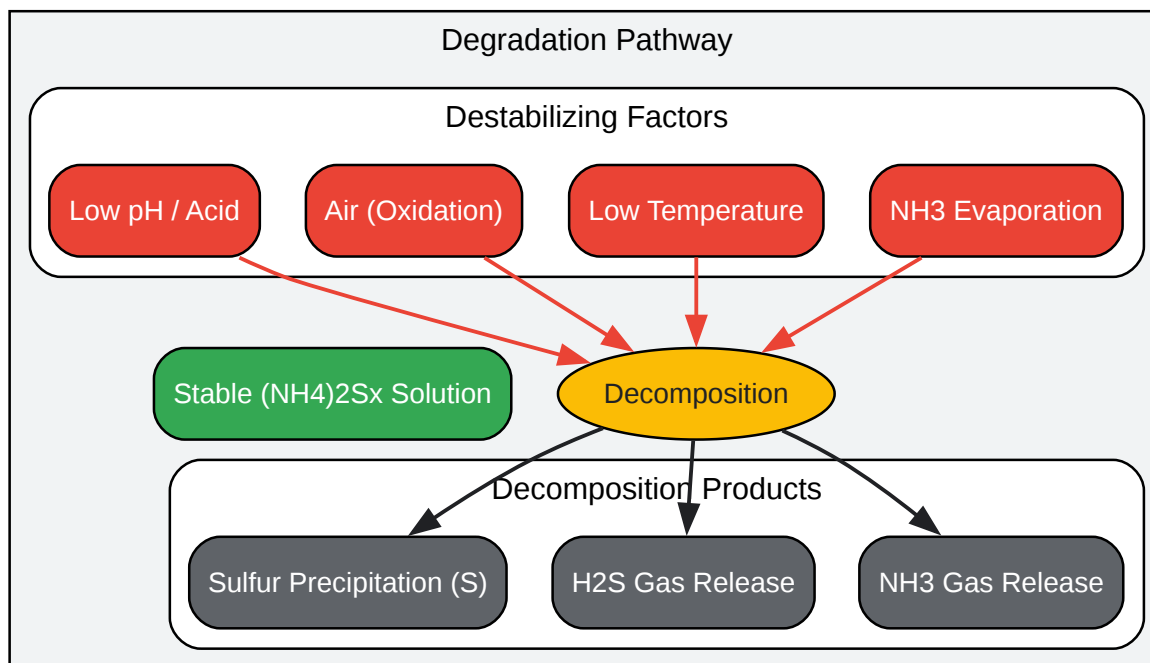 Degradation Pathway
Destabilizing Factors
Low pH / Acid
Air (Oxidation)
Low Temperature
NH3 Evaporation
Stable (NH4)2Sx Solution
Decomposition
Decomposition Products
Sulfur Precipitation (S)
H2S Gas Release
NH3 Gas Release